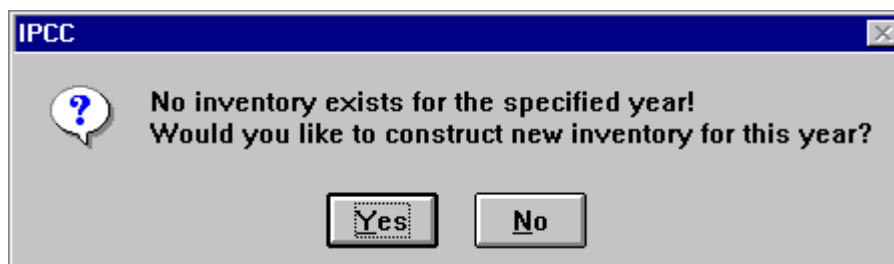 IPCC
No inventory exists for the specified year!
Would you like to construct new inventory for this year?
Yes No